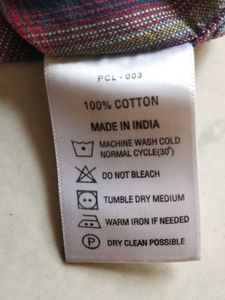 PCL - 003
100% COTTON
MADE IN INDIA
MACHINE WASH COLD
NORMAL CYCLE(30°)
DO NOT BLEACH
TUMBLE DRY MEDIUM
WARM IRON IF NEEDED
P DRY CLEAN POSSIBLE